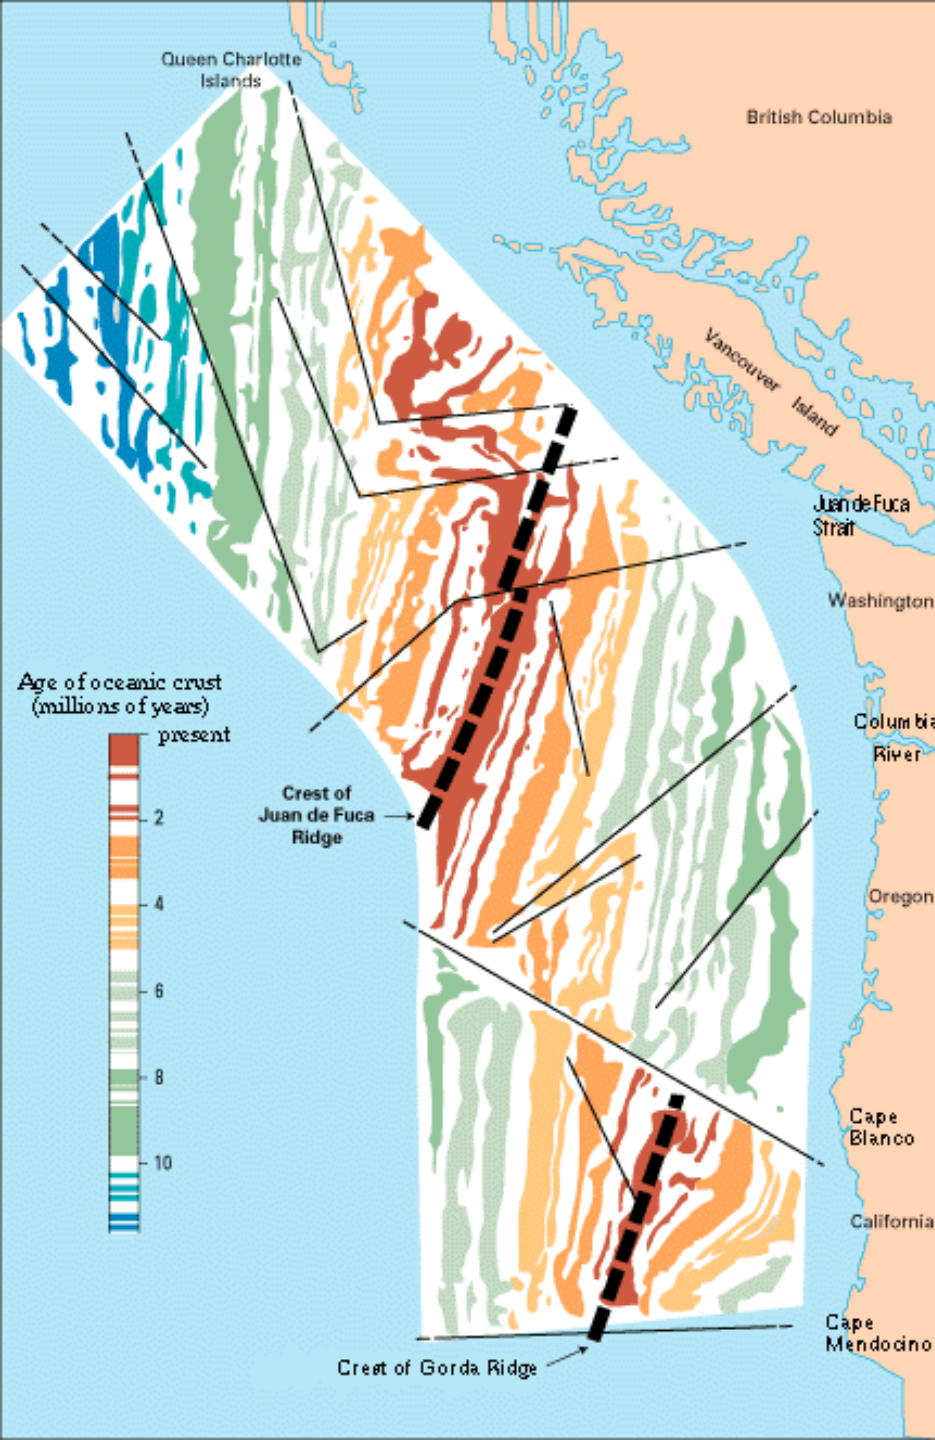 Queen Charlotte
Islands
British Columbia
Vancouver Island
Juan de Fuca
Strait
Washington
Age of oceanic crust
(millions of years)
present
2
4
6
8
10
Columbia
River
Crest of
Juan de Fuca
Ridge
Oregon
Cape
Blanco
California
Cape
Mendocino
Crest of Gorda Ridge